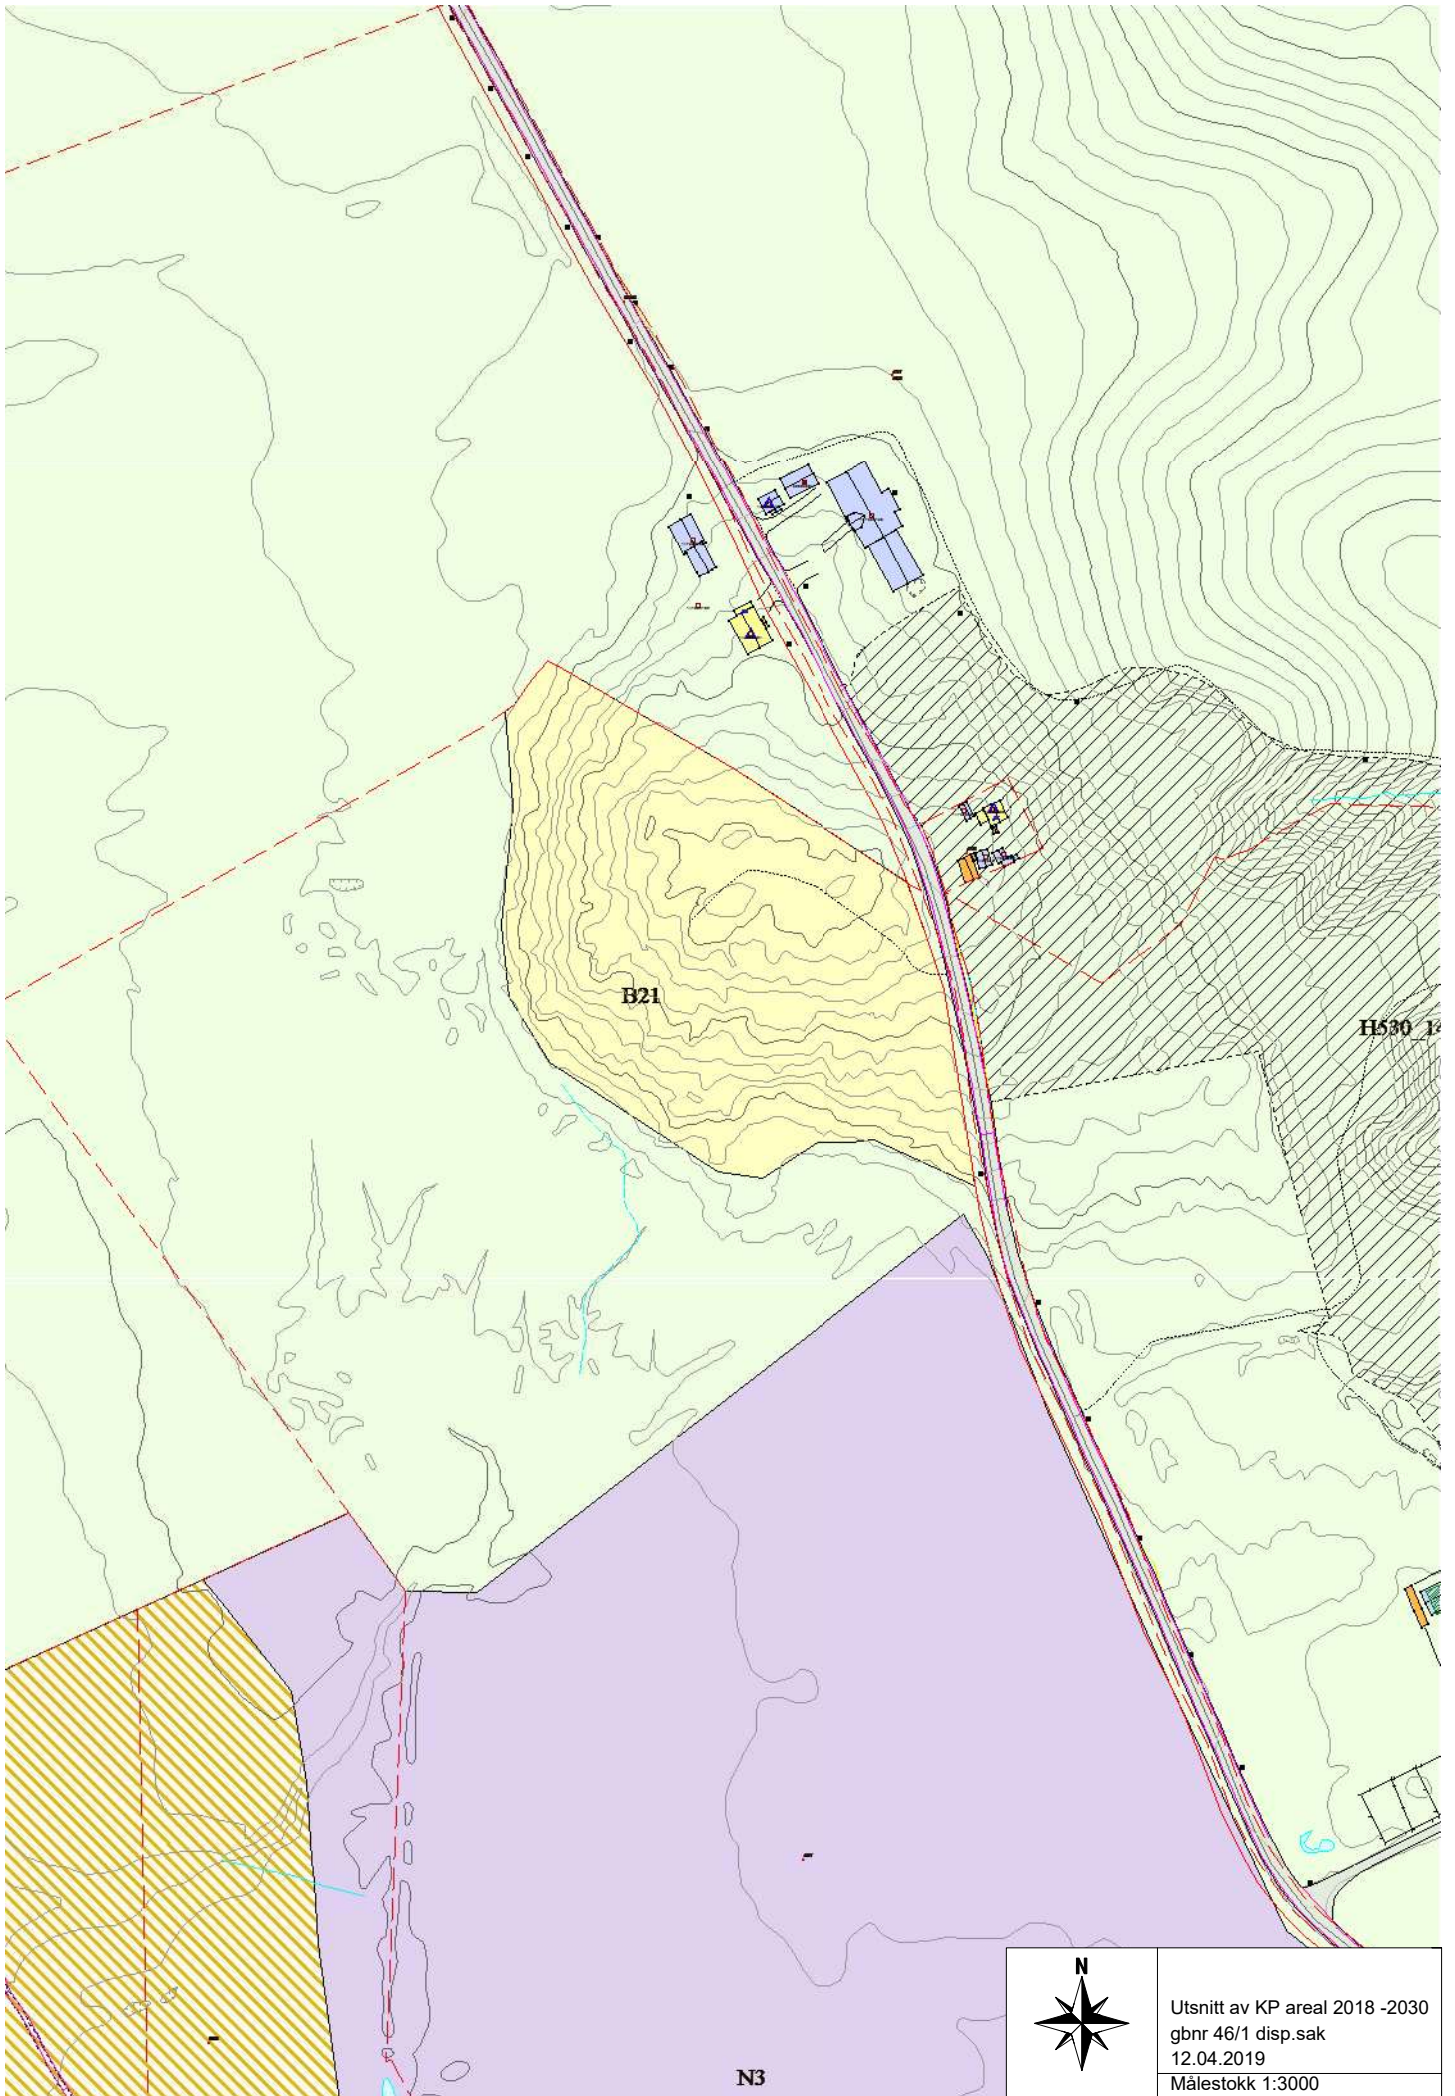 B21
H530_14
N3
N
Utsnitt av KP areal 2018 -2030
gbnr 46/1 disp.sak
12.04.2019
Målestokk 1:3000